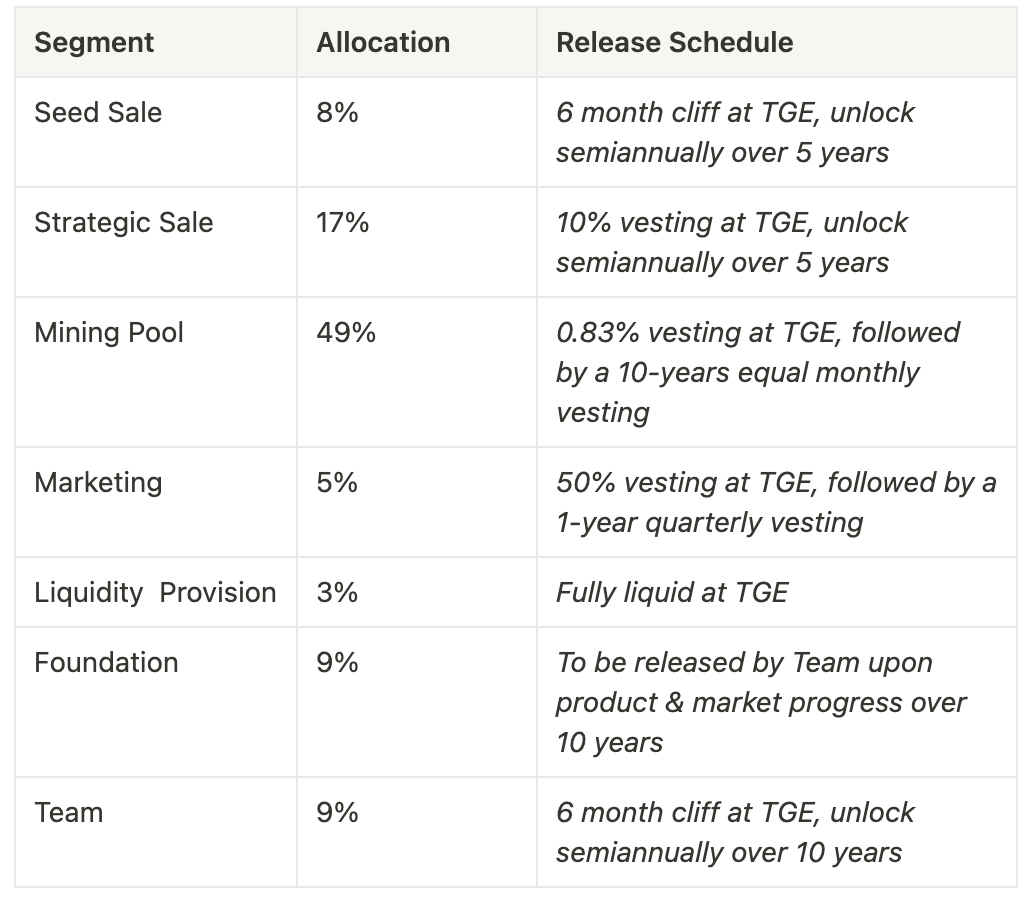 Segment Allocation Release Schedule
Seed Sale 8% 6 month cliff at TGE, unlock
semiannually over 5 years
Strategic Sale 17% 10% vesting at TGE, unlock
semiannually over 5 years
Mining Pool 49% 0.83% vesting at TGE, followed
by a 10-years equal monthly
vesting
Marketing 5% 50% vesting at TGE, followed by a
1-year quarterly vesting
Liquidity  Provision 3% Fully liquid at TGE
Foundation 9% To be released by Team upon
product & market progress over
10 years
Team 9% 6 month cliff at TGE, unlock
semiannually over 10 years